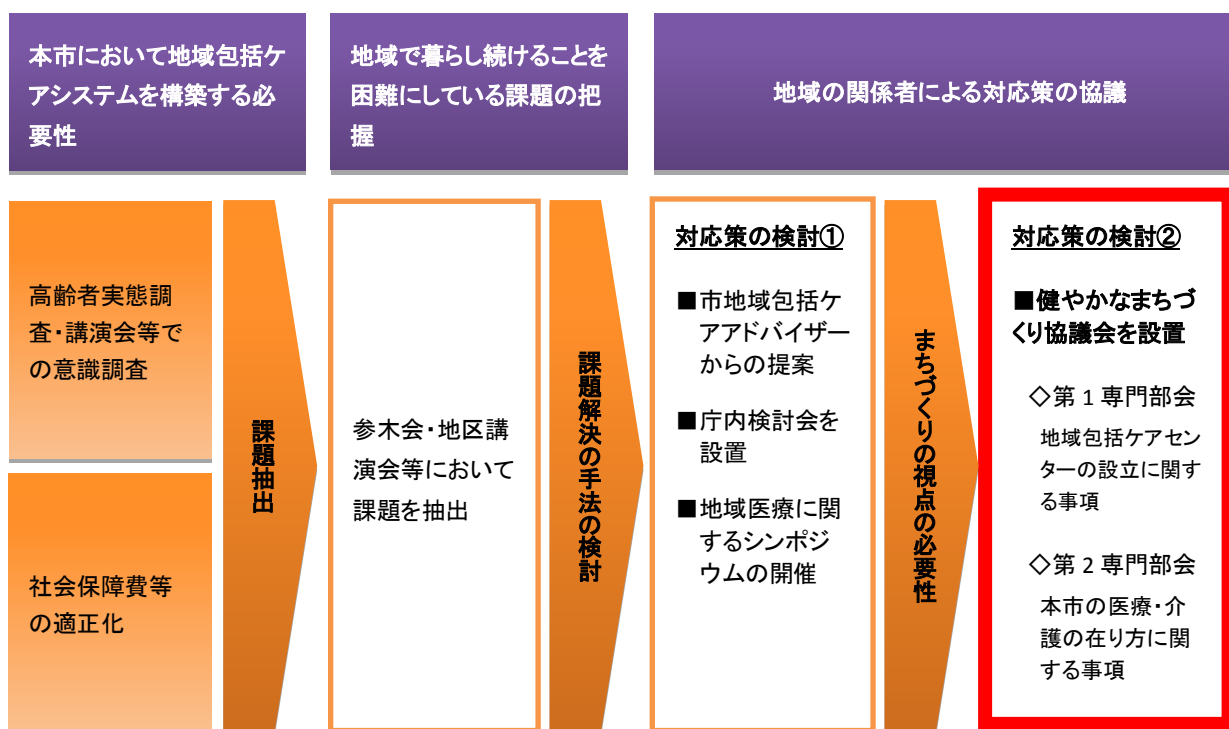 本市において地域包括ケ
アシステムを構築する必
要性
地域で暮らし続けることを
困難にしている課題の把
握
地域の関係者による対応策の協議
高齢者実態調
査・講演会等で
の意識調査
社会保障費等
の適正化
課題抽出
参木会・地区講
演会等において
課題を抽出
課題解決の手法の検討
対応策の検討①
■市地域包括ケ
アアドバイザー
からの提案
■庁内検討会を
設置
■地域医療に関
するシンポジ
ウムの開催
まちづくりの視点の必要性
対応策の検討②
■健やかなまちづ
くり協議会を設置
◇第1専門部会
地域包括ケアセン
ターの設立に関す
る事項
◇第2専門部会
本市の医療・介
護の在り方に関
する事項